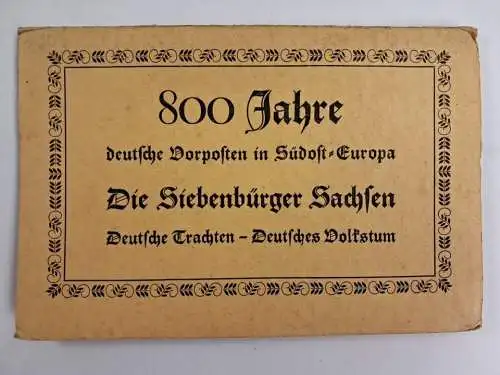 800 Jahre
deutsche Vorposten in Südost-Europa
Die Siebenbürger Sachsen
Deutsche Trachten – Deutsches Volkstum